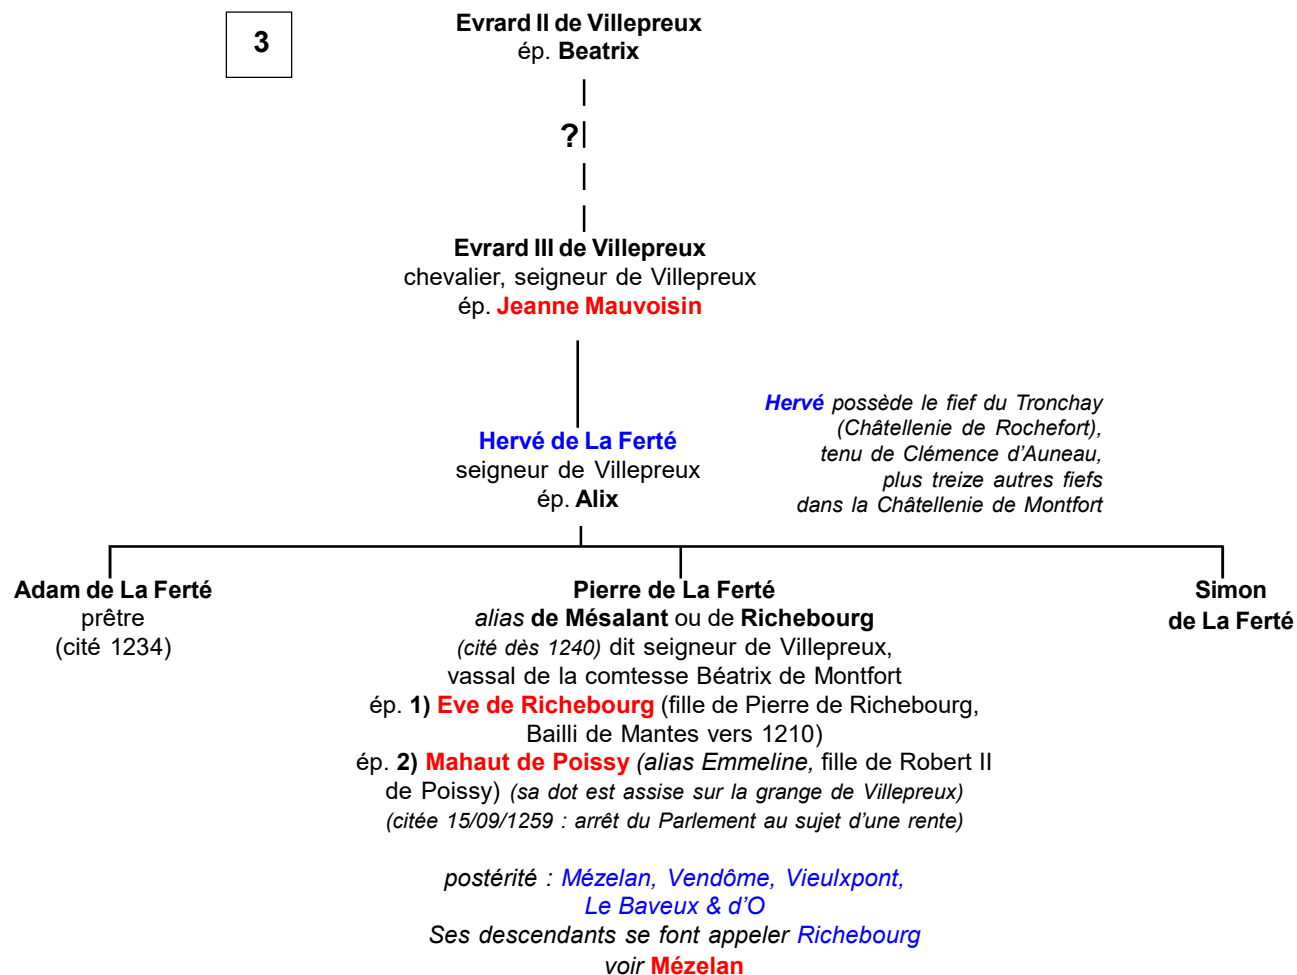 3
Evrard II de Villepreux
ép. Beatrix
?
Evrard III de Villepreux
chevalier, seigneur de Villepreux
ép. Jeanne Mauvoisin
Hervé de La Ferté
seigneur de Villepreux
ép. Alix
Hervé possède le fief du Tronchay
(Châtellenie de Rochefort),
tenu de Clémence d'Auneau,
plus treize autres fiefs
dans la Châtellenie de Montfort
Adam de La Ferté
prêtre
(cité 1234)
Pierre de La Ferté
alias de Mésalant ou de Richebourg
(cité dès 1240) dit seigneur de Villepreux,
vassal de la comtesse Béatrix de Montfort
ép. 1) Eve de Richebourg (fille de Pierre de Richebourg,
Bailli de Mantes vers 1210)
ép. 2) Mahaut de Poissy (alias Emmeline, fille de Robert II
de Poissy) (sa dot est assise sur la grange de Villepreux)
(citée 15/09/1259 : arrêt du Parlement au sujet d'une rente)
postérité : Mézelan, Vendôme, Vieulxpont,
Le Baveux & d'O
Ses descendants se font appeler Richebourg
voir Mézelan
Simon
de La Ferté